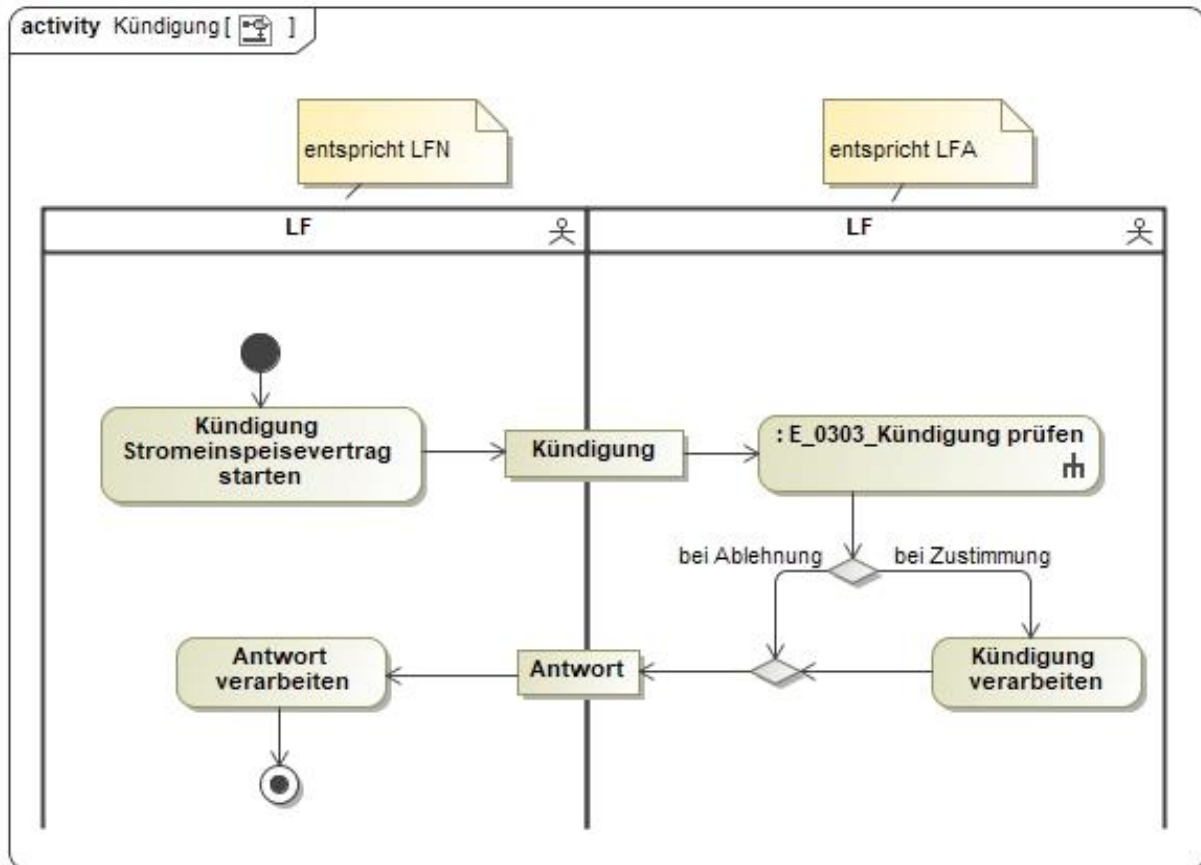 activity Kündigung [ ]
entspricht LFN
entspricht LFA
LF
LF
Kündigung
Stromeinspeisevertrag
starten
Kündigung
: E_0303_Kündigung prüfen
bei Ablehnung
bei Zustimmung
Antwort
verarbeiten
Antwort
Kündigung
verarbeiten